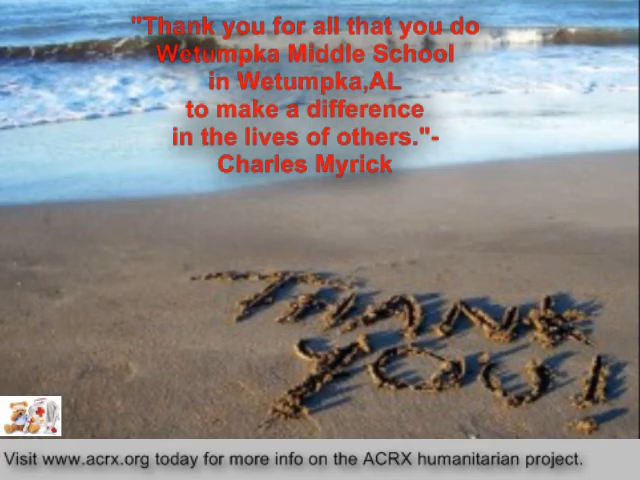 "Thank you for all that you do
Wetumpka Middle School
in Wetumpka,AL
to make a difference
in the lives of others."-
Charles Myrick
THANK
YOU!
Visit www.acrx.org today for more info on the ACRX humanitarian project.